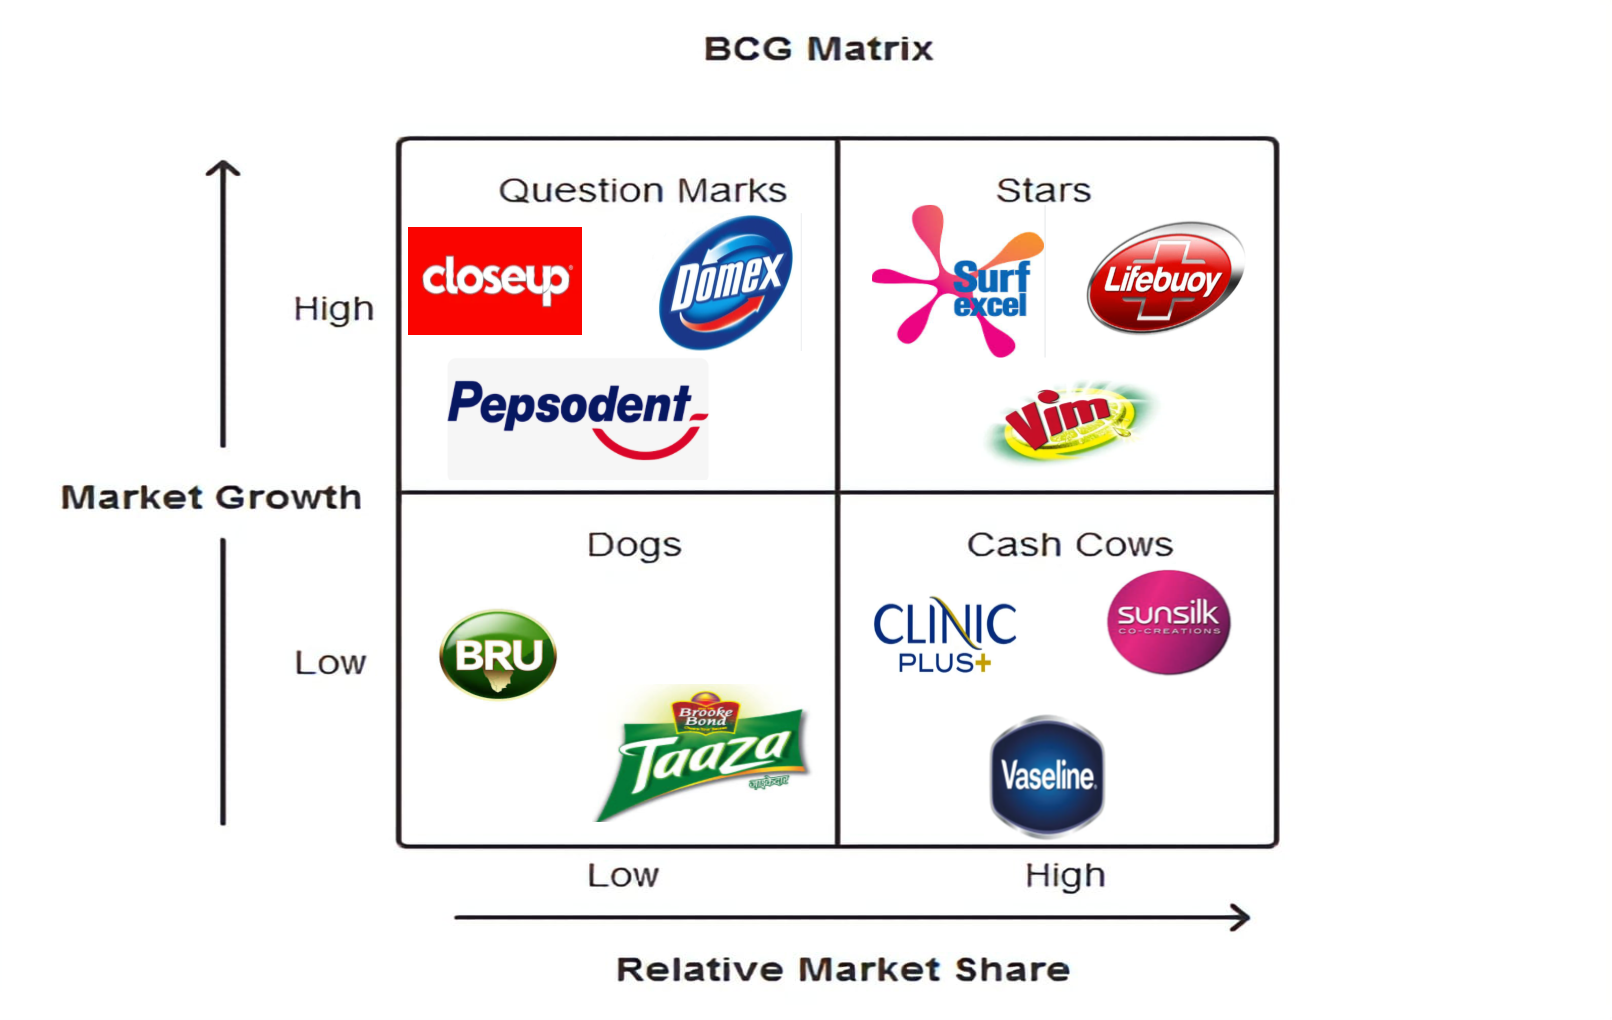 BCG Matrix
Question Marks
Stars
closeup
Domex
Surf
excel
Lifebuoy
High
Pepsodent
Vim
Market Growth
Dogs
Cash Cows
CLINIC
PLUS+
sunsilk
CO-CREATIONS
BRU
Low
Brooke
Bond
Taaza
Vaseline
Low
High
Relative Market Share